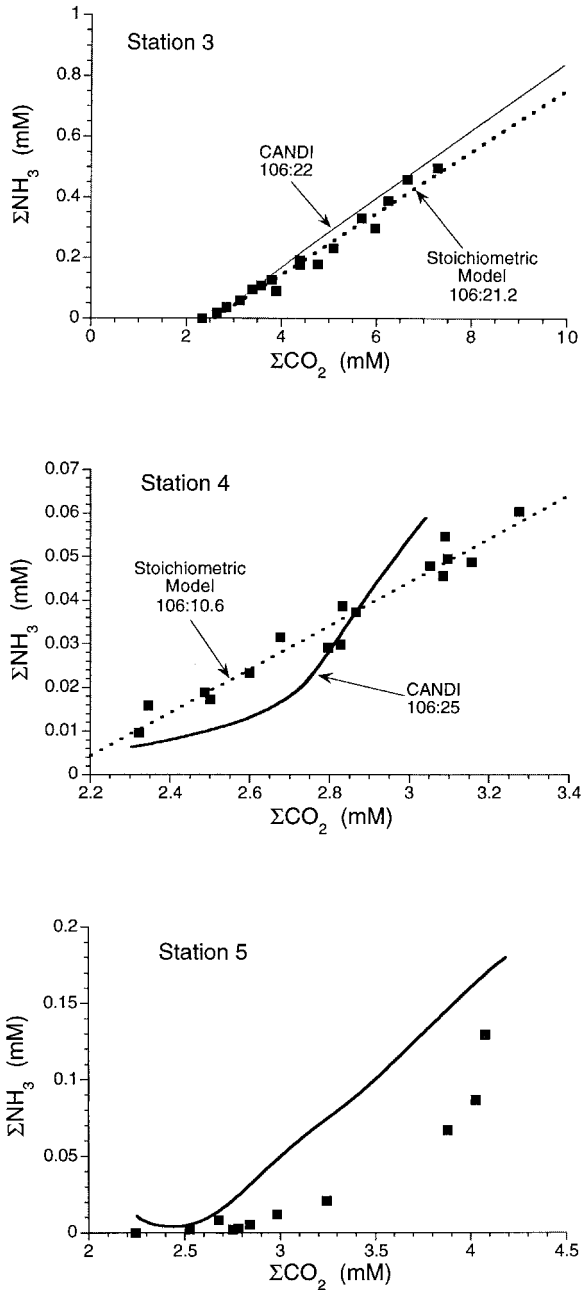 Station 3
1
0.8
0.6
0.4
0.2
0
ΣNH3 (mM)
CANDI
106:22
Stoichiometric
Model
106:21.2
0 2 4 6 8 10
ΣCO2 (mM)
Station 4
0.07
0.06
0.05
0.04
0.03
0.02
0.01
0
ΣNH3 (mM)
Stoichiometric
Model
106:10.6
CANDI
106:25
2.2 2.4 2.6 2.8 3 3.2 3.4
ΣCO2 (mM)
Station 5
0.2
0.15
0.1
0.05
0
ΣNH3 (mM)
2 2.5 3 3.5 4 4.5
ΣCO2 (mM)